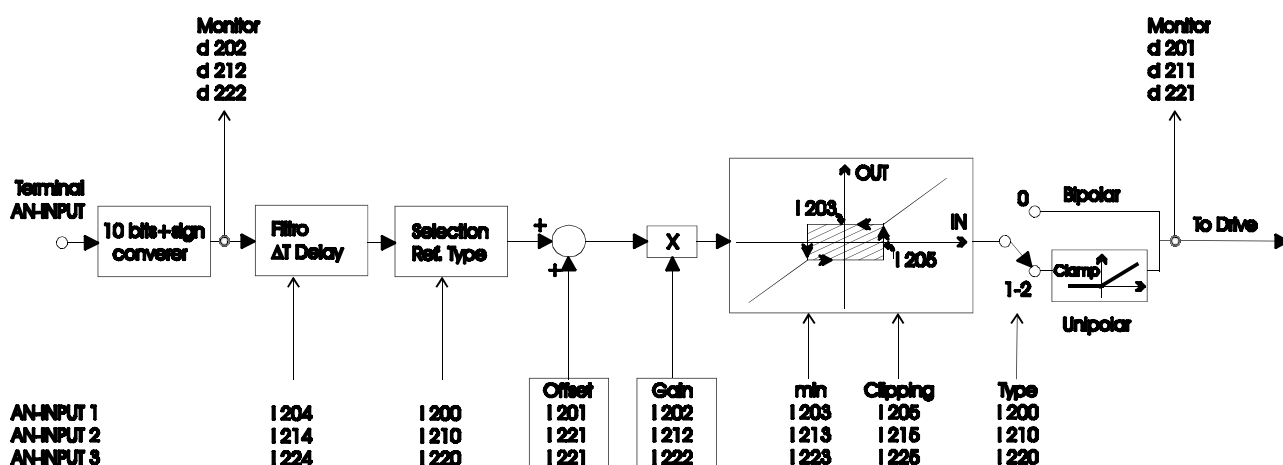 Monitor
d 202
d 212
d 222
Monitor
d 201
d 211
d 221
Terminal
AN-INPUT
10 bits+sign
converer
Filtro
ΔT Delay
Selection
Ref. Type
+
+
X
OUT
I 203
IN
I 205
0
Bipolar
1-2
Clamp
Unipolar
To Drive
Offset
Gain
min
Clipping
Type
AN-INPUT 1
I 204
I 200
I 201
I 202
I 203
I 205
I 200
AN-INPUT 2
I 214
I 210
I 221
I 212
I 213
I 215
I 210
AN-INPUT 3
I 224
I 220
I 221
I 222
I 223
I 225
I 220